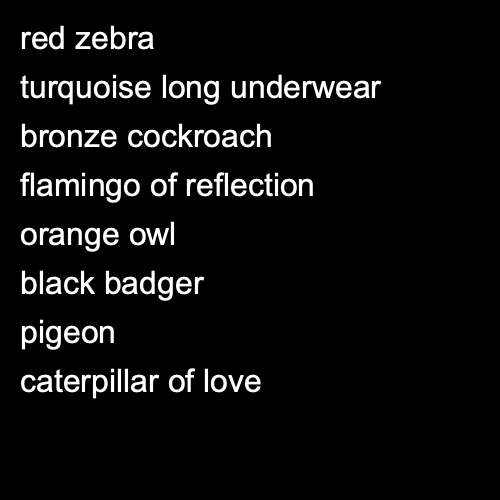 red zebra
turquoise long underwear
bronze cockroach
flamingo of reflection
orange owl
black badger
pigeon
caterpillar of love